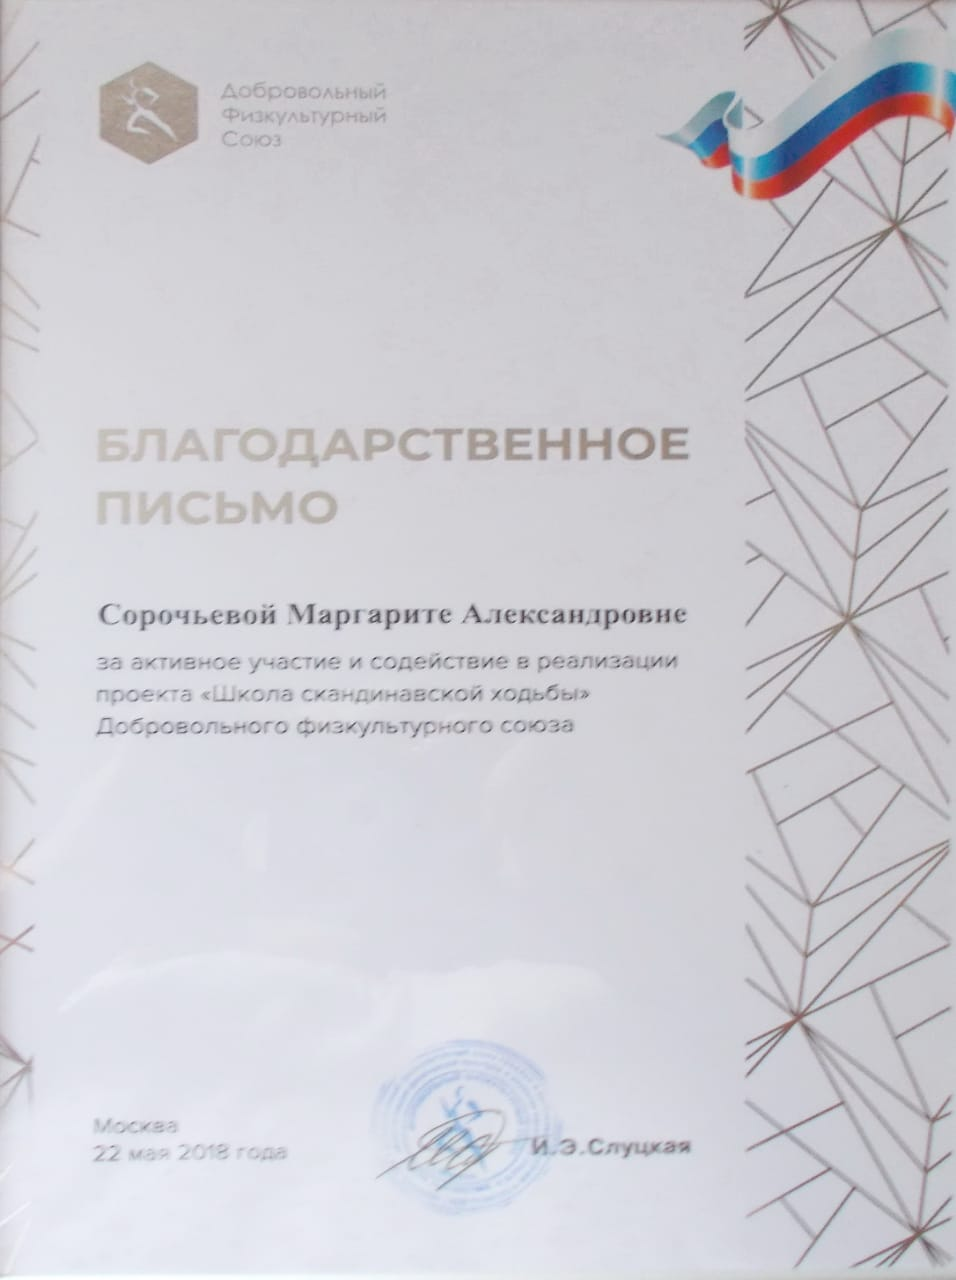 Добровольный
Физкультурный
Союз
БЛАГОДАРСТВЕННОЕ
ПИСЬМО
Сорочьевой Маргарите Александровне
за активное участие и содействие в реализации
проекта «Школа скандинавской ходьбы»
Добровольного физкультурного союза
Москва
22 мая 2018 года
И.Э.Слуцкая